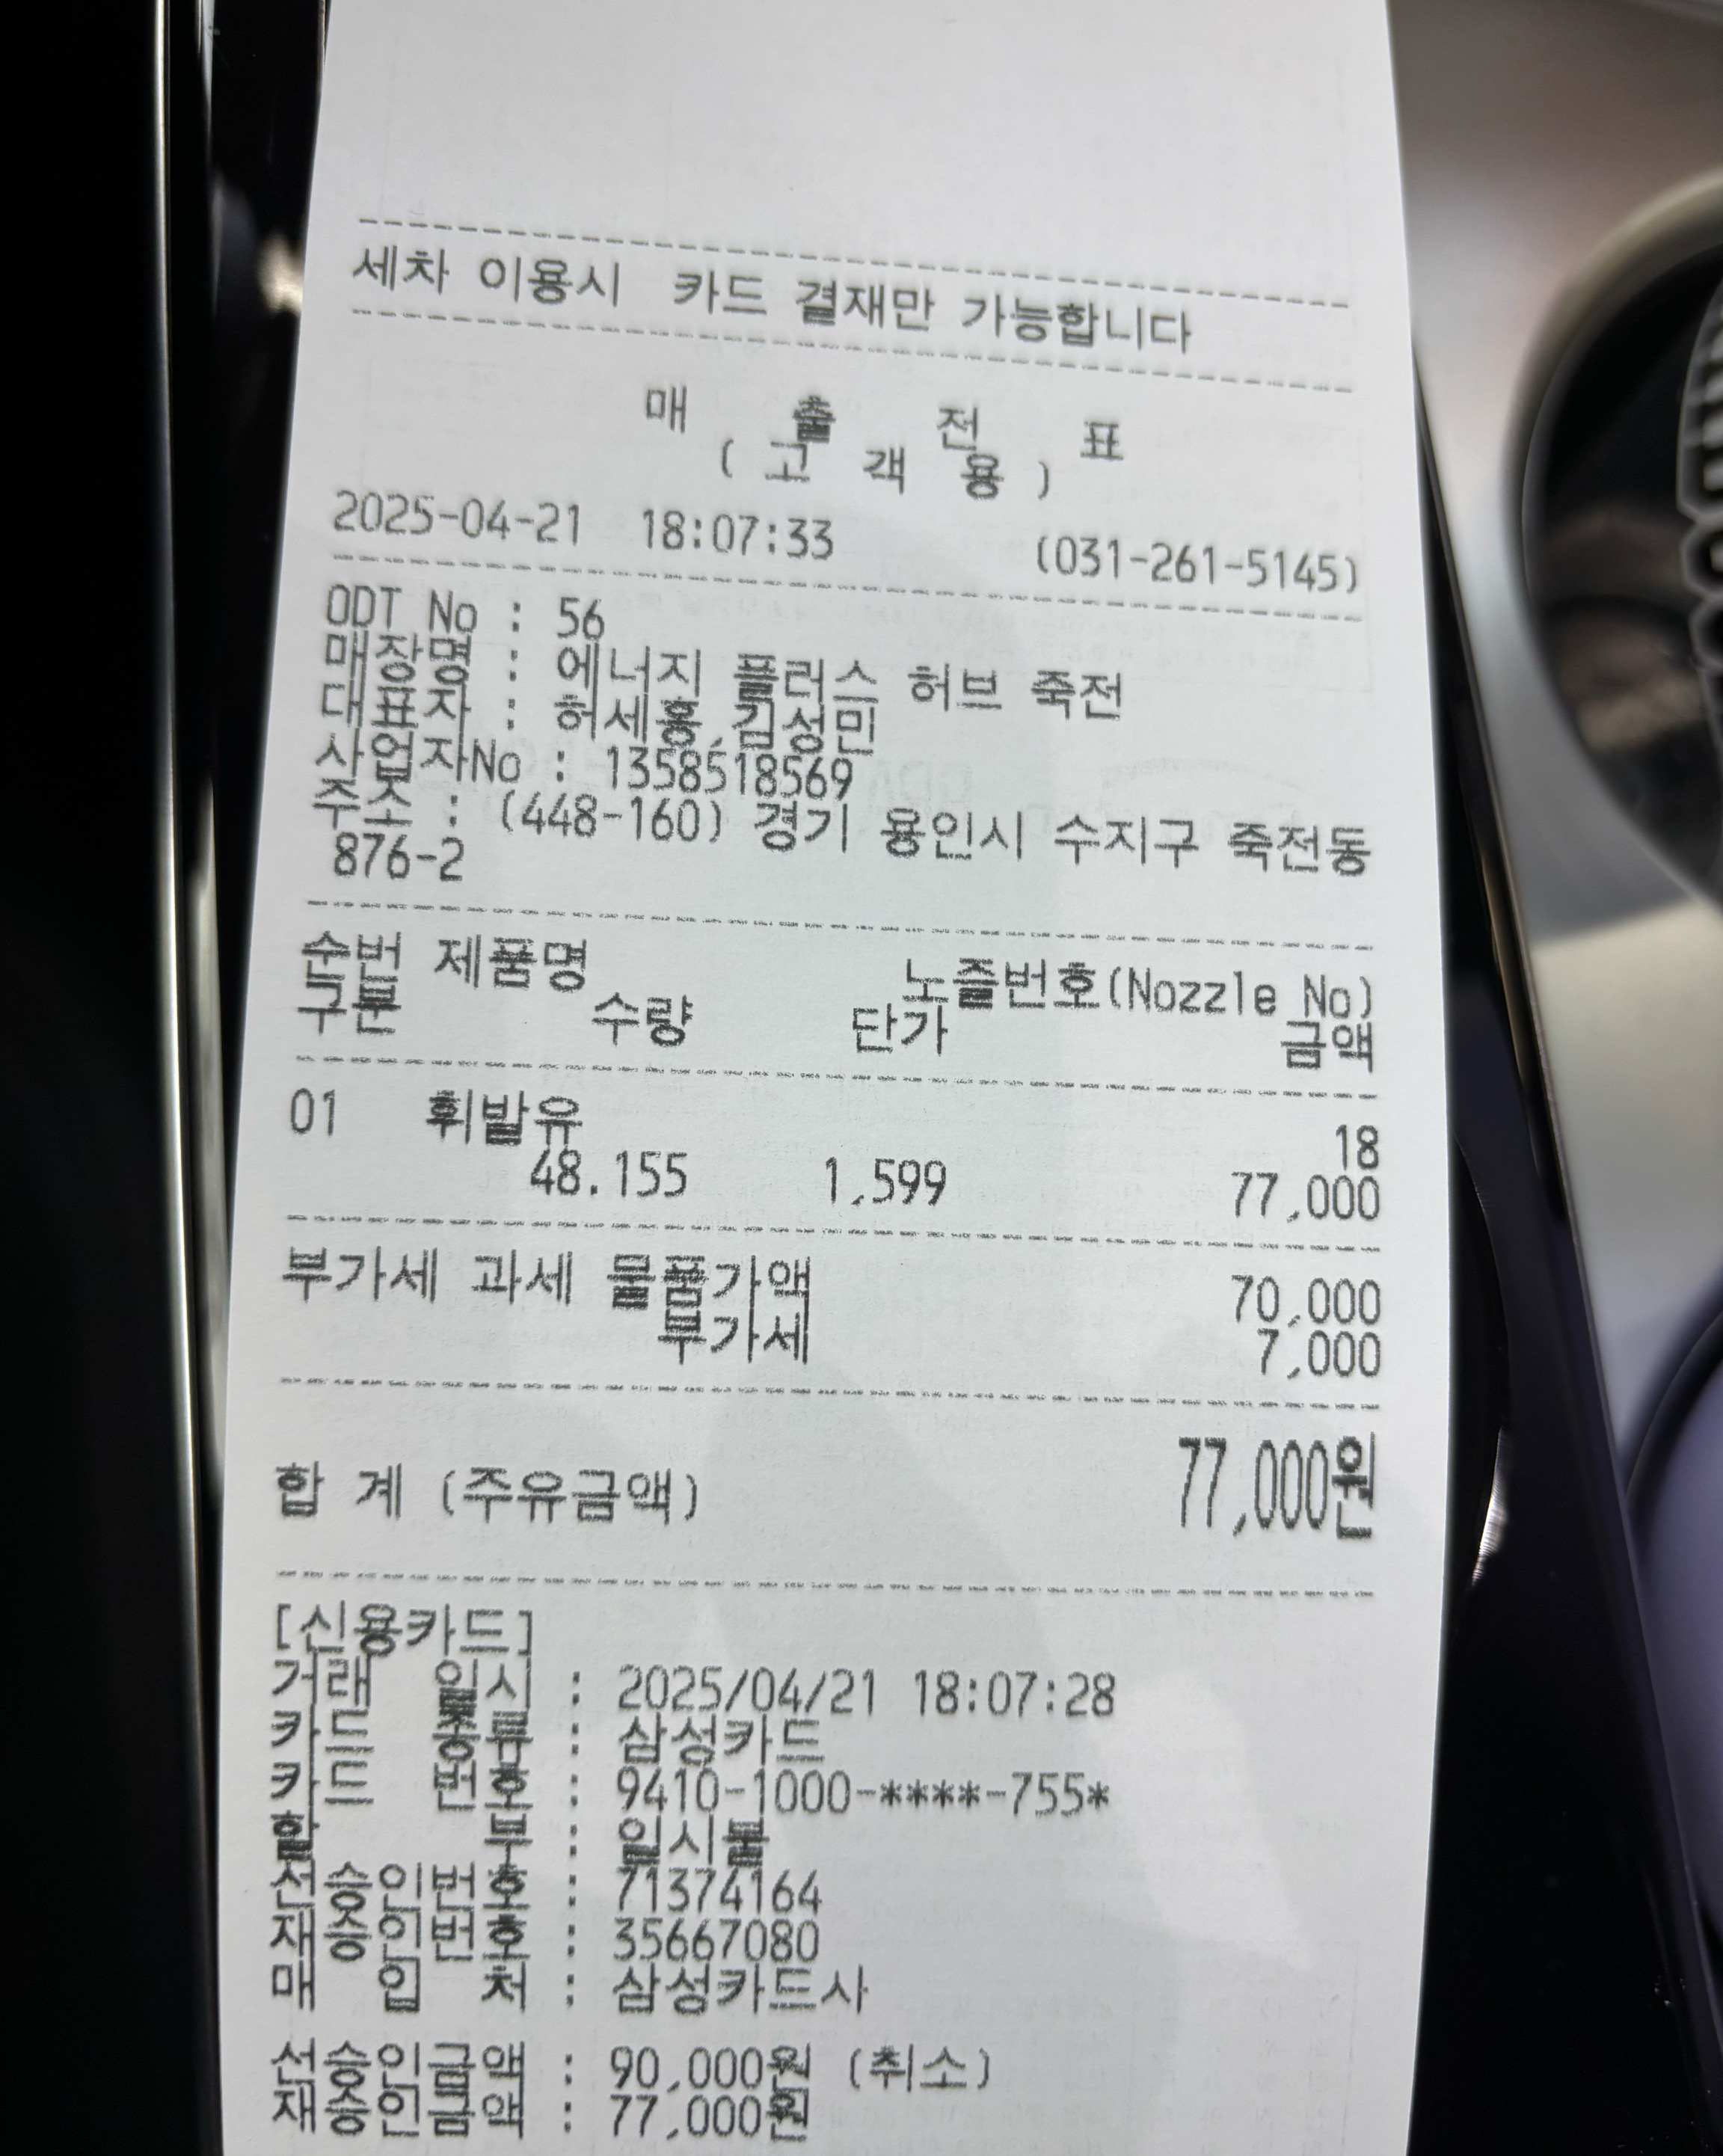 세차 이용시 카드 결재만 가능합니다
매 출 전 표
( 고 객 용 )
2025-04-21 18:07:33 (031-261-5145)
ODT No : 56
매장명 : 에너지 플러스 허브 죽전
대표자 : 허세홍,김성민
사업자No : 1358518569
주소 : (448-160) 경기 용인시 수지구 죽전동
876-2
순번 제품명 노즐번호(Nozzle No)
구분 수량 단가 금액
01 휘발유 18
48.155 1,599 77,000
부가세 과세 물품가액 70,000
부가세 7,000
합 계 (주유금액) 77,000원
[신용카드]
거래 일시 : 2025/04/21 18:07:28
카드 종류 : 삼성카드
카드 번호 : 9410-1000-****-755*
할 부 : 일시불
선승인번호 : 71374164
재승인번호 : 35667080
매 입 처 : 삼성카드사
선승인금액 : 90,000원 (취소)
재승인금액 : 77,000원